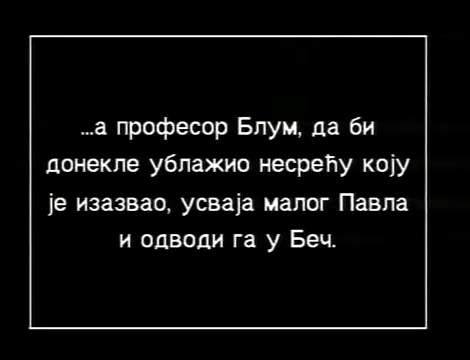 ...а професор Блум, да би
донекле ублажио несрећу коју
је изазвао, усваја малог Павла
и одводи га у Беч.